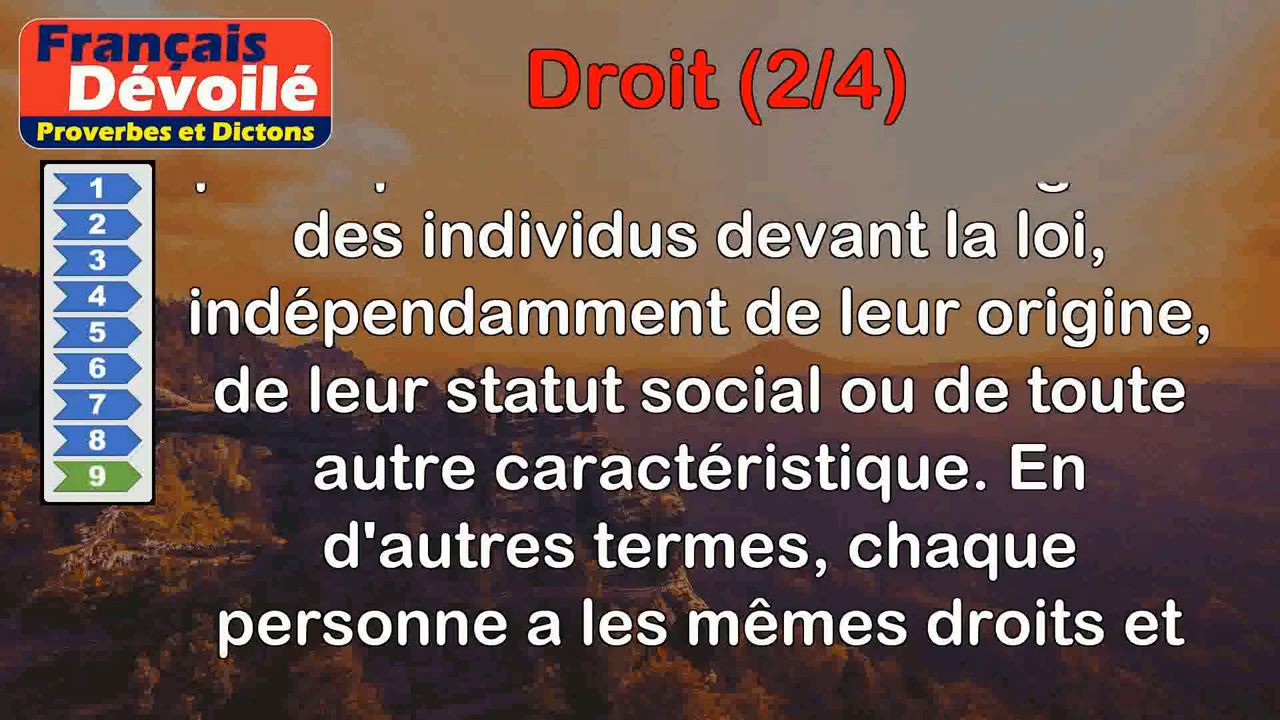 Français
Dévoilé
Proverbes et Dictons
Droit (2/4)
1
2
3
4
5
6
7
8
9
des individus devant la loi,
indépendamment de leur origine,
de leur statut social ou de toute
autre caractéristique. En
d'autres termes, chaque
personne a les mêmes droits et